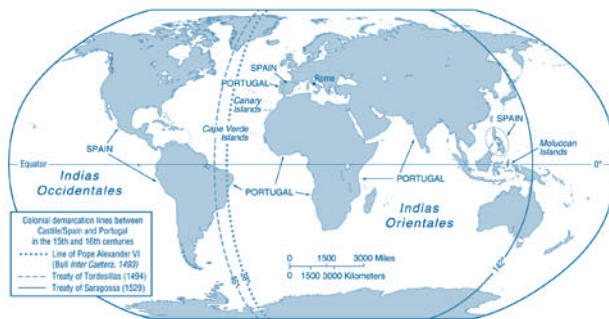 SPAIN
PORTUGAL
Rome
Canary
Islands
Cape Verde
Islands
SPAIN
SPAIN
Moluccan
Islands
Equator
0°
Indias
Occidentales
PORTUGAL
PORTUGAL
Indias
Orientales
142°
Colonial demarcation lines between
Castile/Spain and Portugal
in the 15th and 16th centuries
Line of Pope Alexander VI
(Bull Inter Caetera, 1493)
Treaty of Tordesillas (1494)
Treaty of Saragossa (1529)
0 1500 3000 Miles
0 1500 3000 Kilometers